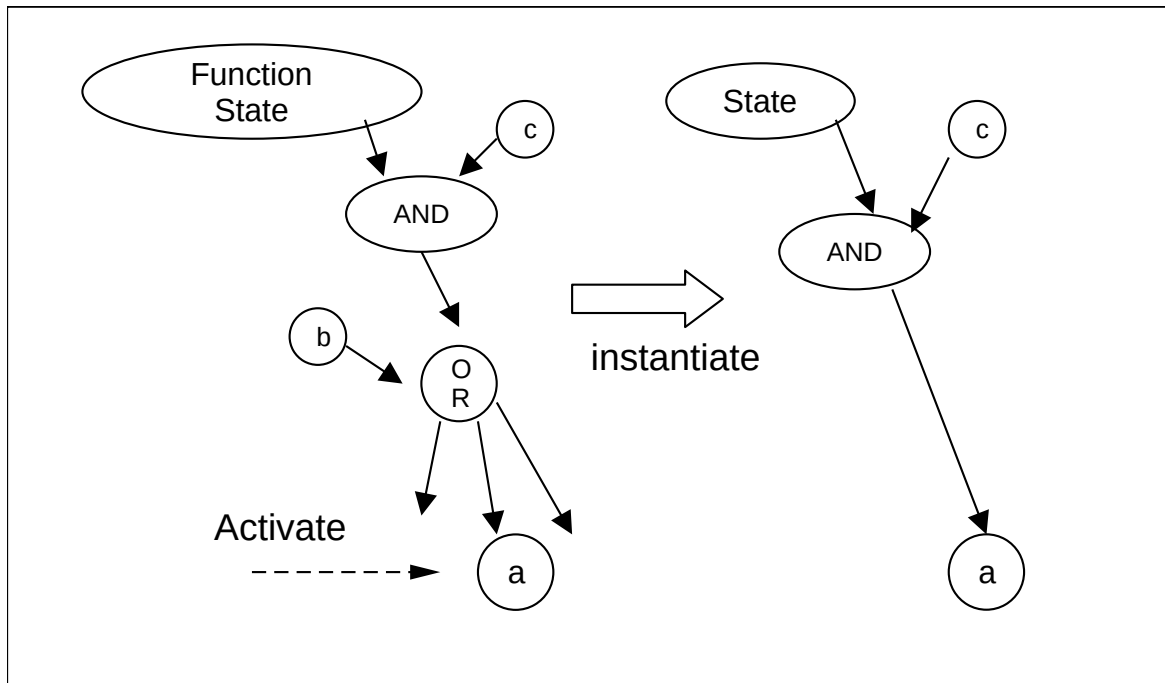 Function
State
c
AND
b
O
R
Activate
a
instantiate
State
c
AND
a